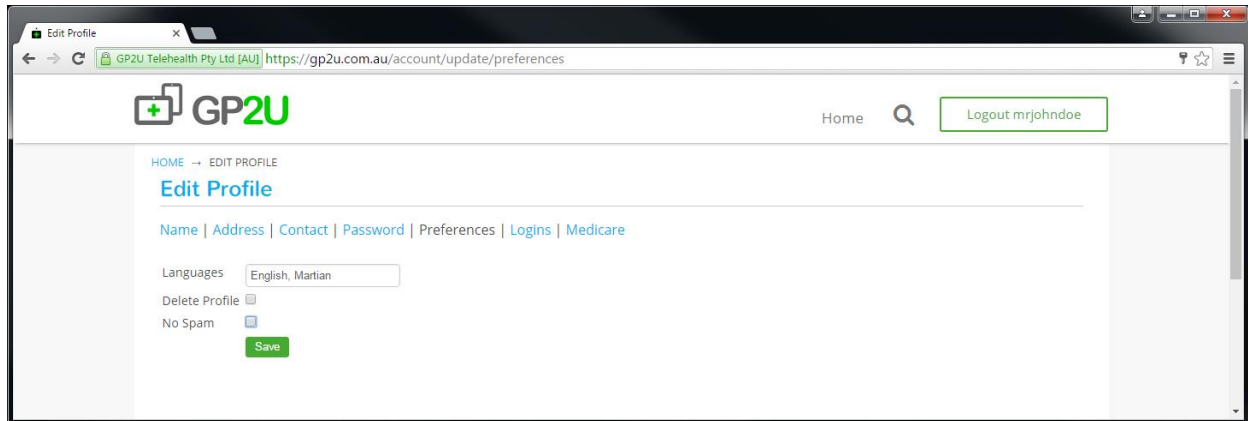 Edit Profile
GP2U Telehealth Pty Ltd [AU] https://gp2u.com.au/account/update/preferences
GP2U
Home
Logout mrjohndoe
HOME → EDIT PROFILE
Edit Profile
Name | Address | Contact | Password | Preferences | Logins | Medicare
Languages English, Martian
Delete Profile
No Spam
Save